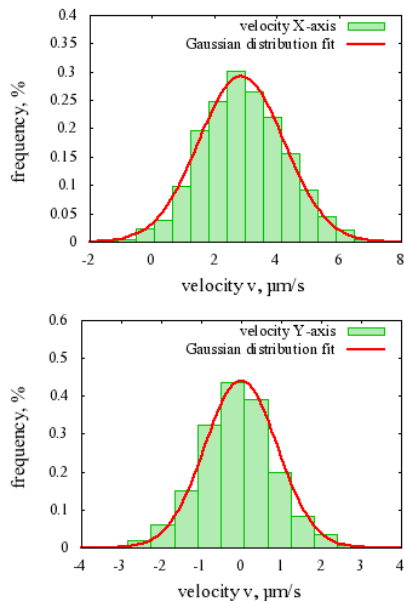 0.4
velocity X-axis
Gaussian distribution fit
0.3
0.25
0.2
0.15
0.1
0.05
0
frequency, %
-2 0 2 4 6 8
velocity v, μm/s
0.6
velocity Y-axis
0.5
Gaussian distribution fit
0.4
0.3
0.2
0.1
0
frequency, %
-4 -3 -2 -1 0 1 2 3 4
velocity v, μm/s